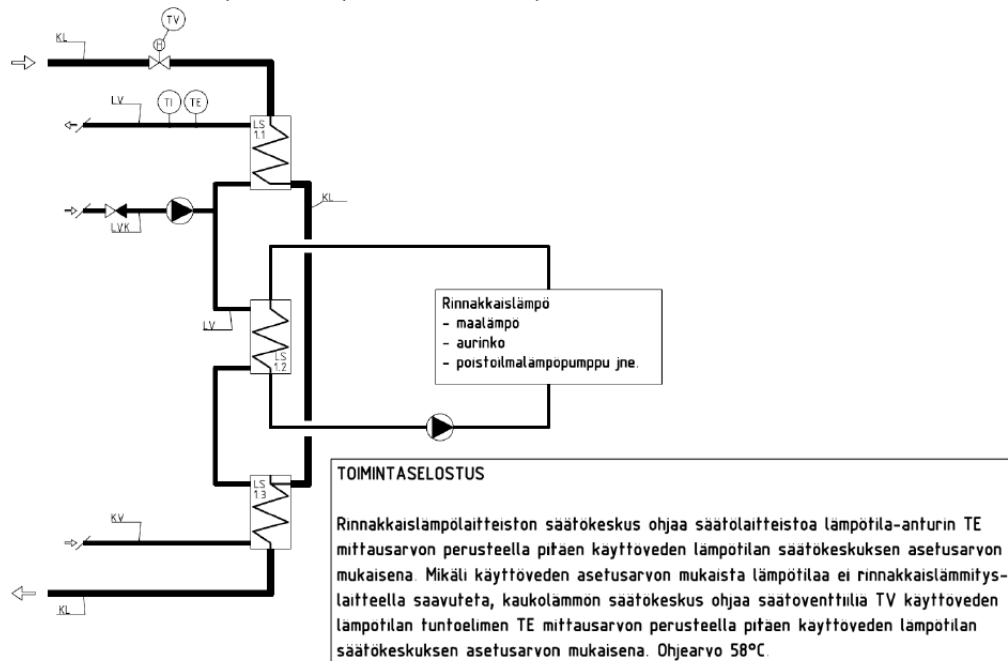 TV
H
KL
LV
TI
TE
LS
1.1
KL
LVK
Rinnakkaislämpö
- maalämpö
- aurinko
- poistoilmalämpöpumppu jne.
LV
LS
1.2
TOIMINTASELOSTUS
LS
1.3
Rinnakkaislämpölaitteiston säätökeskus ohjaa säätölaitteistoa lämpötila-anturin TE
mittausarvon perusteella pitäen käyttöveden lämpötilan säätökeskuksen asetusarvon
mukaisena. Mikäli käyttöveden asetusarvon mukaista lämpötilaa ei rinnakkaislämmitys-
laitteella saavuteta, kaukolämmön säätökeskus ohjaa säätöventtiiliä TV käyttöveden
lämpötilan tuntoelimen TE mittausarvon perusteella pitäen käyttöveden lämpötilan
säätökeskuksen asetusarvon mukaisena. Ohjearvo 58°C.
KV
KL